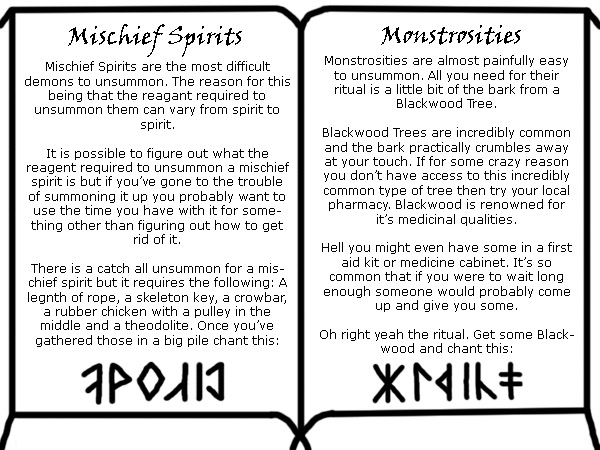 Mischief Spirits
Mischief Spirits are the most difficult
demons to unsummon. The reason for this
being that the reagant required to
unsummon them can vary from spirit to
spirit.
It is possible to figure out what the
reagent required to unsummon a mischief
spirit is but if you've gone to the trouble
of summoning it up you probably want to
use the time you have with it for some-
thing other than figuring out how to get
rid of it.
There is a catch all unsummon for a mis-
chief spirit but it requires the following: A
legnth of rope, a skeleton key, a crowbar,
a rubber chicken with a pulley in the
middle and a theodolite. Once you've
gathered those in a big pile chant this:
Monstrosities
Monstrosities are almost painfully easy
to unsummon. All you need for their
ritual is a little bit of the bark from a
Blackwood Tree.
Blackwood Trees are incredibly common
and the bark practically crumbles away
at your touch. If for some crazy reason
you don't have access to this incredibly
common type of tree then try your local
pharmacy. Blackwood is renowned for
it's medicinal qualities.
Hell you might even have some in a first
aid kit or medicine cabinet. It's so
common that if you were to wait long
enough someone would probably come
up and give you some.
Oh right yeah the ritual. Get some Black-
wood and chant this: